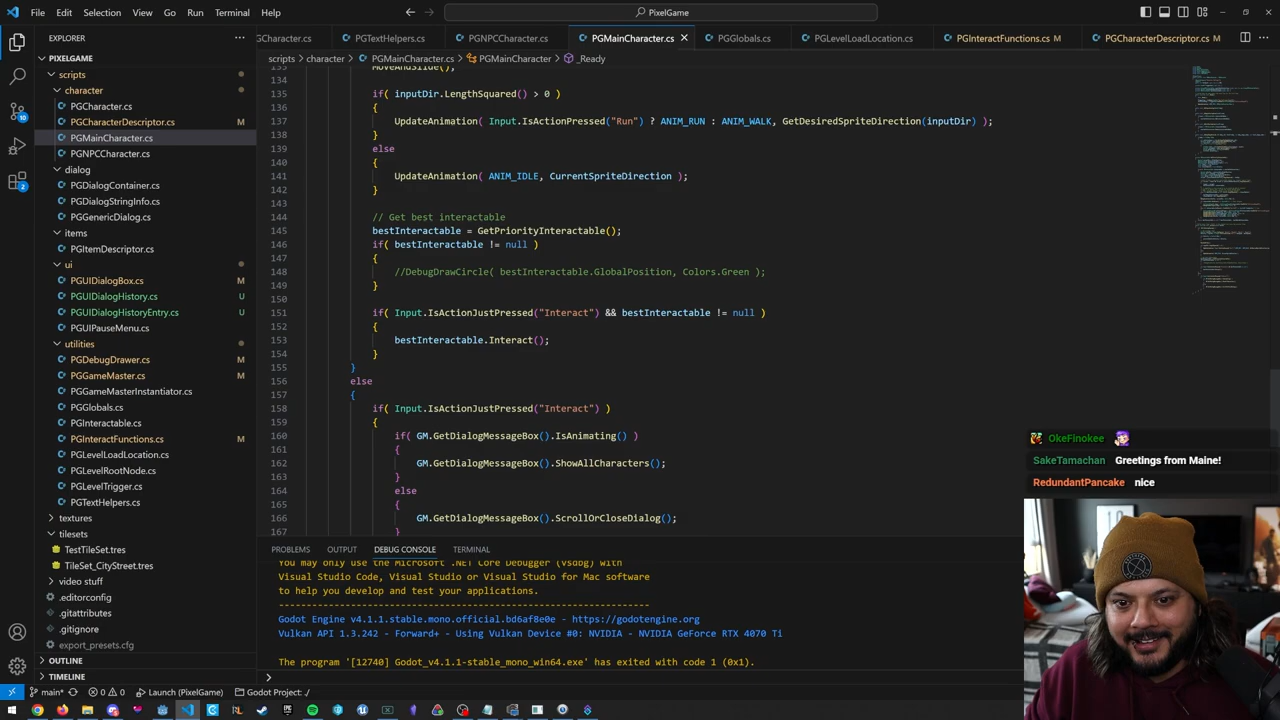 File Edit Selection View Go Run Terminal Help
PixelGame
EXPLORER
PIXELGAME
scripts
character
PGCharacter.cs
PGCharacterDescriptor.cs M
PGMainCharacter.cs
PGNPCCharacter.cs
dialog
PGDialogContainer.cs
PGDialogStringInfo.cs
PGGenericDialog.cs
items
PGItemDescriptor.cs
ui
PGUIDialogBox.cs M
PGUIDialogHistory.cs U
PGUIDialogHistoryEntry.cs U
PGUIPauseMenu.cs
utilities
PGDebugDrawer.cs M
PGGameMaster.cs M
PGGameMasterInstantiator.cs
PGGlobals.cs
PGInteractable.cs
PGInteractFunctions.cs M
PGLevelLoadLocation.cs
PGLevelRootNode.cs
PGLevelTrigger.cs
PGTextHelpers.cs
textures
tilesets
TestTileSet.tres
TileSet_CityStreet.tres
video stuff
.editorconfig
.gitattributes
.gitignore
export_presets.cfg
OUTLINE
TIMELINE
10
2
GCharacter.cs PGTextHelpers.cs PGNPCCharacter.cs PGMainCharacter.cs PGGlobals.cs PGLevelLoadLocation.cs PGInteractFunctions.cs M PGCharacterDescriptor.cs M
scripts > character > PGMainCharacter.cs > PGMainCharacter > _Ready
133 MoveAndSlide();
134
135 if( inputDir.LengthSquared() > 0 )
136 {
137 UpdateAnimation( Input.IsActionPressed("Run") ? ANIM_RUN : ANIM_WALK, GetDesiredSpriteDirection(inputDir) );
138 }
139 else
140 {
141 UpdateAnimation( ANIM_IDLE, CurrentSpriteDirection );
142 }
143
144 // Get best interactable
145 bestInteractable = GetPriorityInteractable();
146 if( bestInteractable != null )
147 {
148 //DebugDrawCircle( bestInteractable.GlobalPosition, Colors.Green );
149 }
150
151 if( Input.IsActionJustPressed("Interact") && bestInteractable != null )
152 {
153 bestInteractable.Interact();
154 }
155 }
156 else
157 {
158 if( Input.IsActionJustPressed("Interact") )
159 {
160 if( GM.GetDialogMessageBox().IsAnimating() )
161 {
162 GM.GetDialogMessageBox().ShowAllCharacters();
163 }
164 else
165 {
166 GM.GetDialogMessageBox().ScrollOrCloseDialog();
167 }
PROBLEMS OUTPUT DEBUG CONSOLE TERMINAL
You may only use the Microsoft .NET Core Debugger (vsdbg) with
Visual Studio Code, Visual Studio or Visual Studio for Mac software
to help you develop and test your applications.
-------------------------------------------------------------------
Godot Engine v4.1.1.stable.mono.official.bd6af8e0e - https://godotengine.org
Vulkan API 1.3.242 - Forward+ - Using Vulkan Device #0: NVIDIA - NVIDIA GeForce RTX 4070 Ti
The program '[12740] Godot_v4.1.1-stable_mono_win64.exe' has exited with code 1 (0x1).
OkeFinokee
SakeTamachan Greetings from Maine!
RedundantPancake nice
main* 0 0 Launch (PixelGame) Godot Project: ./